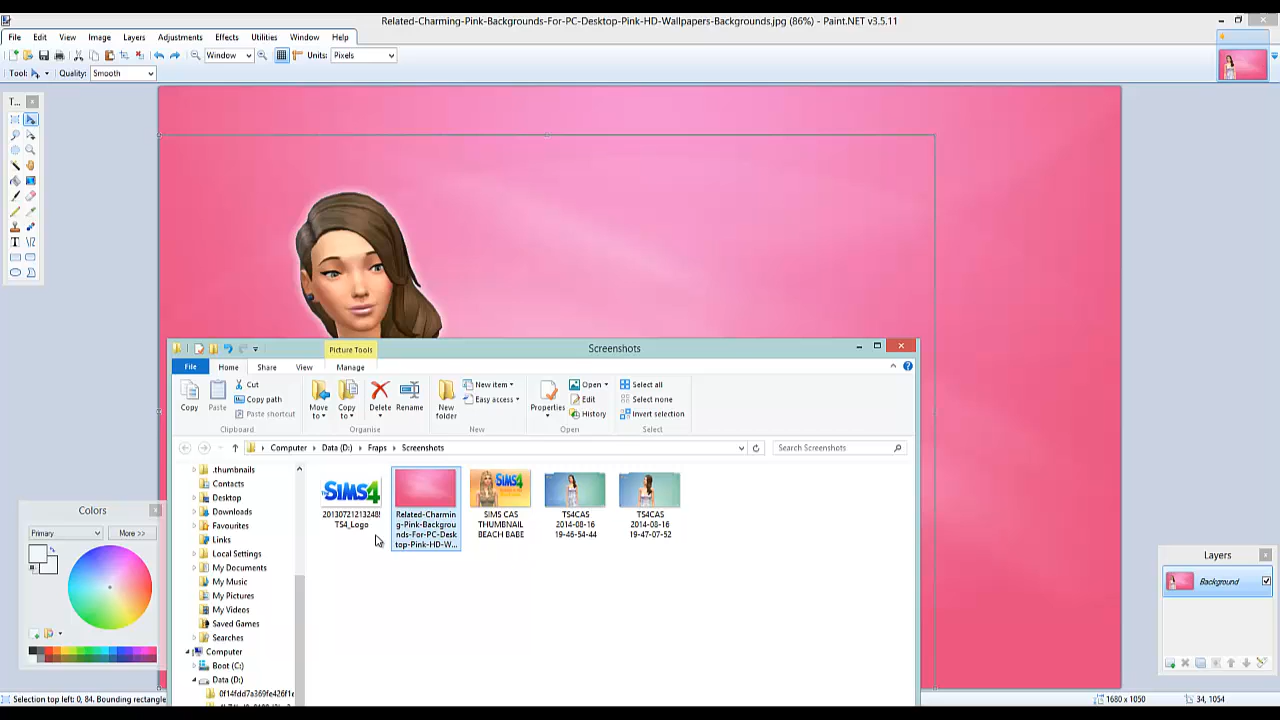 Related-Charming-Pink-Backgrounds-For-PC-Desktop-Pink-HD-Wallpapers-Backgrounds.jpg (86%) - Paint.NET v3.5.11
File Edit View Image Layers Adjustments Effects Utilities Window Help
Window Units: Pixels
Tool: Quality: Smooth
T...
Screenshots
Picture Tools
File Home Share View Manage
Copy
Paste
Cut
Copy path
Paste shortcut
Clipboard
Move to
Copy to
Delete
Rename
Organise
New folder
New item
Easy access
New
Properties
Open
Edit
History
Open
Select all
Select none
Invert selection
Select
Computer Data (D:) Fraps Screenshots
Search Screenshots
.thumbnails
Contacts
Desktop
Downloads
Favourites
Links
Local Settings
My Documents
My Music
My Pictures
My Videos
Saved Games
Searches
Computer
Boot (C:)
Data (D:)
0f14fdd7a369fe426f1e
SIMS4
20130721213248!
TS4_Logo
Related-Charmin
g-Pink-Backgrou
nds-For-PC-Desk
top-Pink-HD-W...
SIMS4
SIMS CAS
THUMBNAIL
BEACH BABE
TS4CAS
2014-08-16
19-46-54-44
TS4CAS
2014-08-16
19-47-07-52
Colors
Primary
More >>
Layers
Background
Selection top left: 0, 84. Bounding rectangle
1680 x 1050
34, 1054